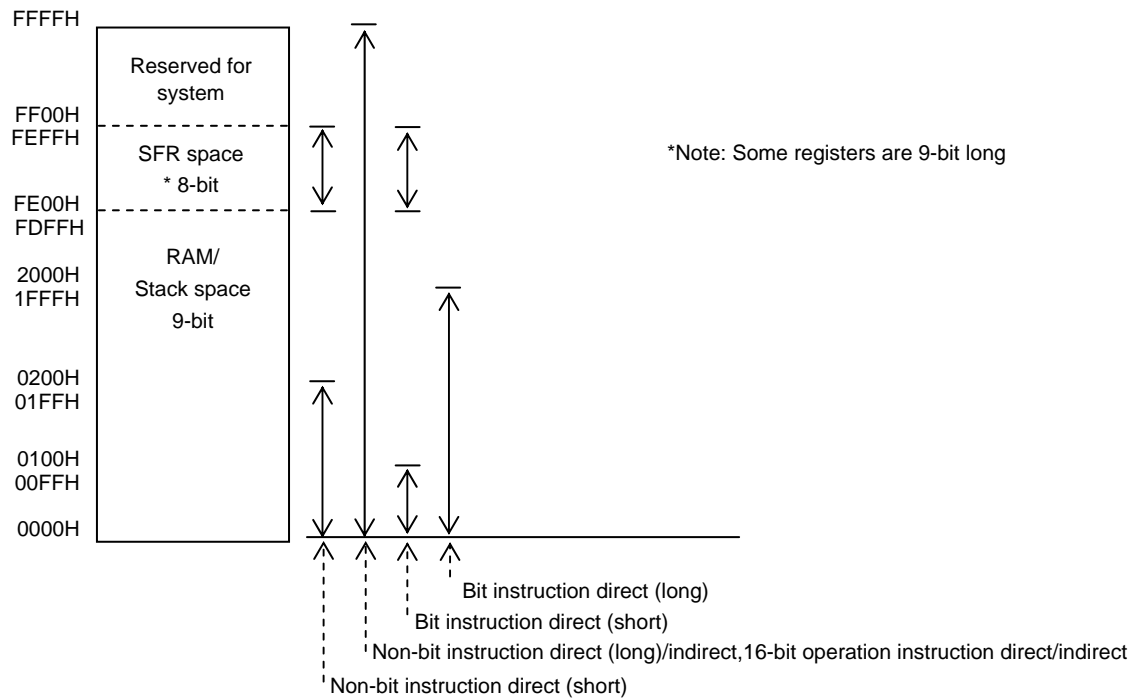 FFFFH
Reserved for
system
FF00H
FEFFH
SFR space
* 8-bit
*Note: Some registers are 9-bit long
FE00H
FDFFH
RAM/
Stack space
9-bit
2000H
1FFFH
0200H
01FFH
0100H
00FFH
0000H
Bit instruction direct (long)
Bit instruction direct (short)
Non-bit instruction direct (long)/indirect,16-bit operation instruction direct/indirect
Non-bit instruction direct (short)